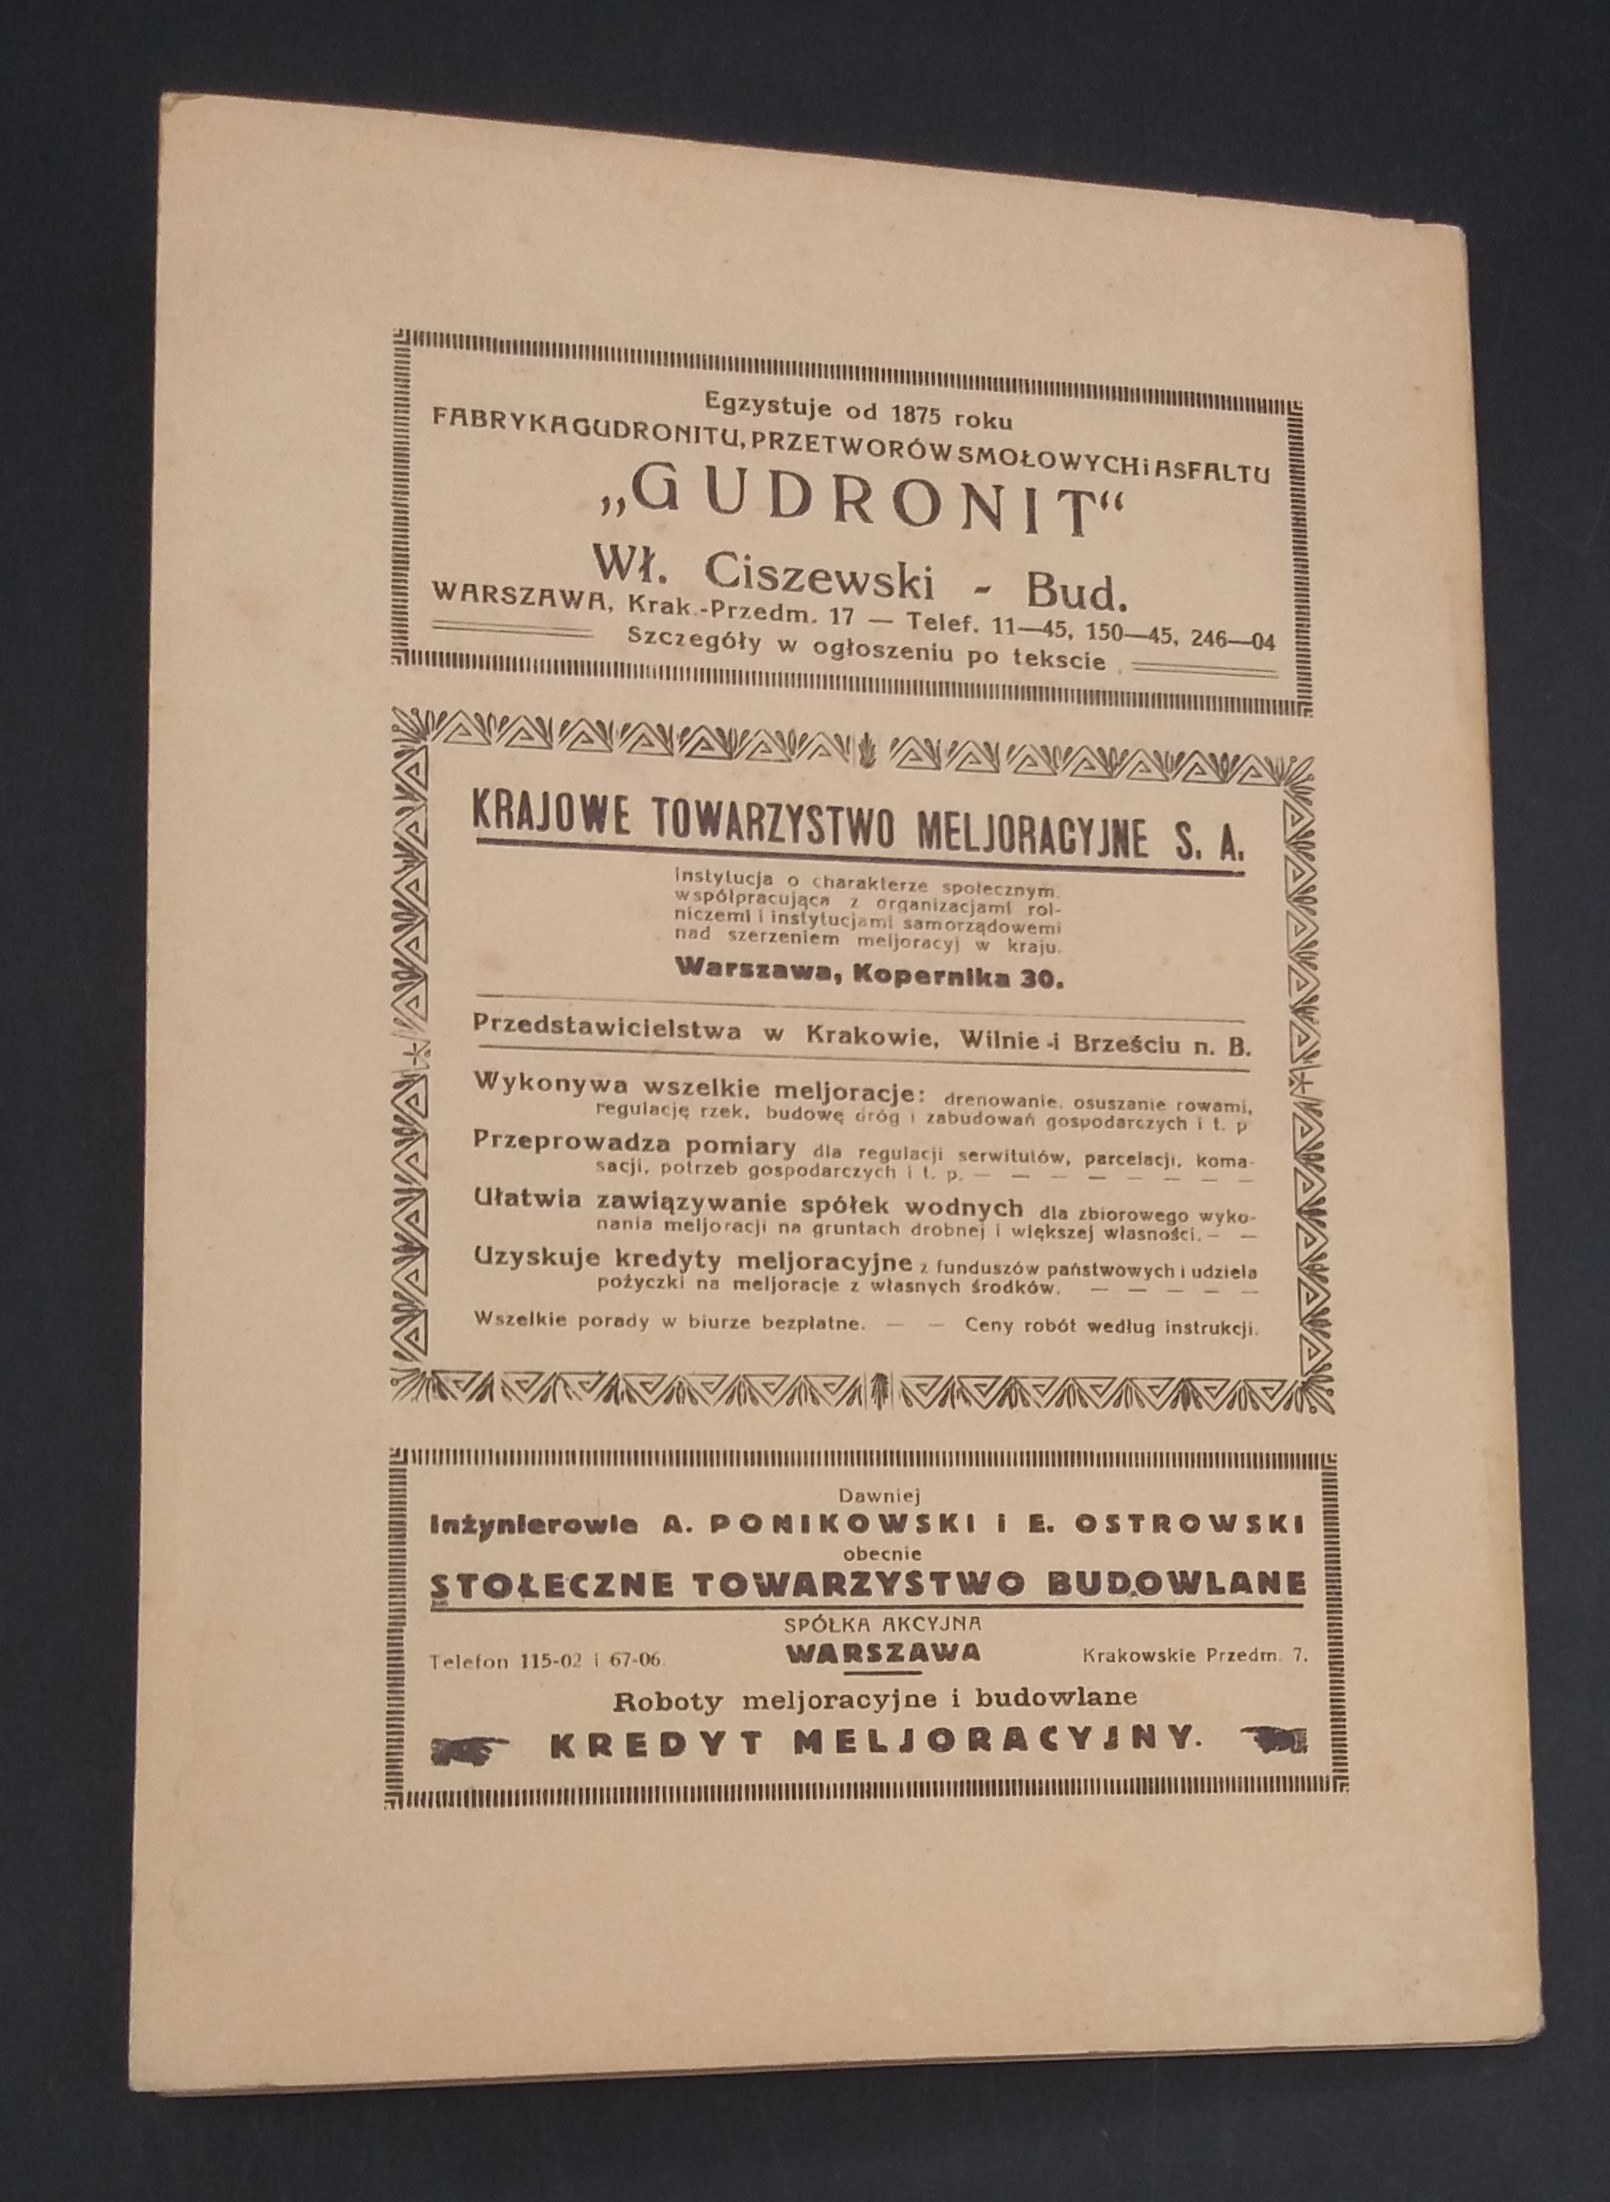 Egzystuje od 1875 roku
FABRYKA GUDRONITU, PRZETWORÓW SMOŁOWYCH i ASFALTU
„GUDRONIT“
Wł. Ciszewski - Bud.
WARSZAWA, Krak.-Przedm. 17 — Telef. 11—45, 150—45, 246—04
Szczegóły w ogłoszeniu po tekscie
KRAJOWE TOWARZYSTWO MELJORACYJNE S. A.
Instytucja o charakterze społecznym,
współpracująca z organizacjami rol-
niczemi i instytucjami samorządowemi
nad szerzeniem meljoracyj w kraju.
Warszawa, Kopernika 30.
Przedstawicielstwa w Krakowie, Wilnie i Brześciu n. B.
Wykonywa wszelkie meljoracje: drenowanie, osuszanie rowami,
regulację rzek, budowę dróg i zabudowań gospodarczych i t. p
Przeprowadza pomiary dla regulacji serwitutów, parcelacji, koma-
sacji, potrzeb gospodarczych i t. p. — — — — — — — —
Ułatwia zawiązywanie spółek wodnych dla zbiorowego wyko-
nania meljoracji na gruntach drobnej i większej własności. — —
Uzyskuje kredyty meljoracyjne z funduszów państwowych i udziela
pożyczki na meljoracje z własnych środków. — — — — —
Wszelkie porady w biurze bezpłatne. — — Ceny robót według instrukcji.
Dawniej
Inżynierowie A. PONIKOWSKI i E. OSTROWSKI
obecnie
STOŁECZNE TOWARZYSTWO BUDOWLANE
SPÓŁKA AKCYJNA
Telefon 115-02 i 67-06. WARSZAWA Krakowskie Przedm. 7.
Roboty meljoracyjne i budowlane
KREDYT MELJORACYJNY.